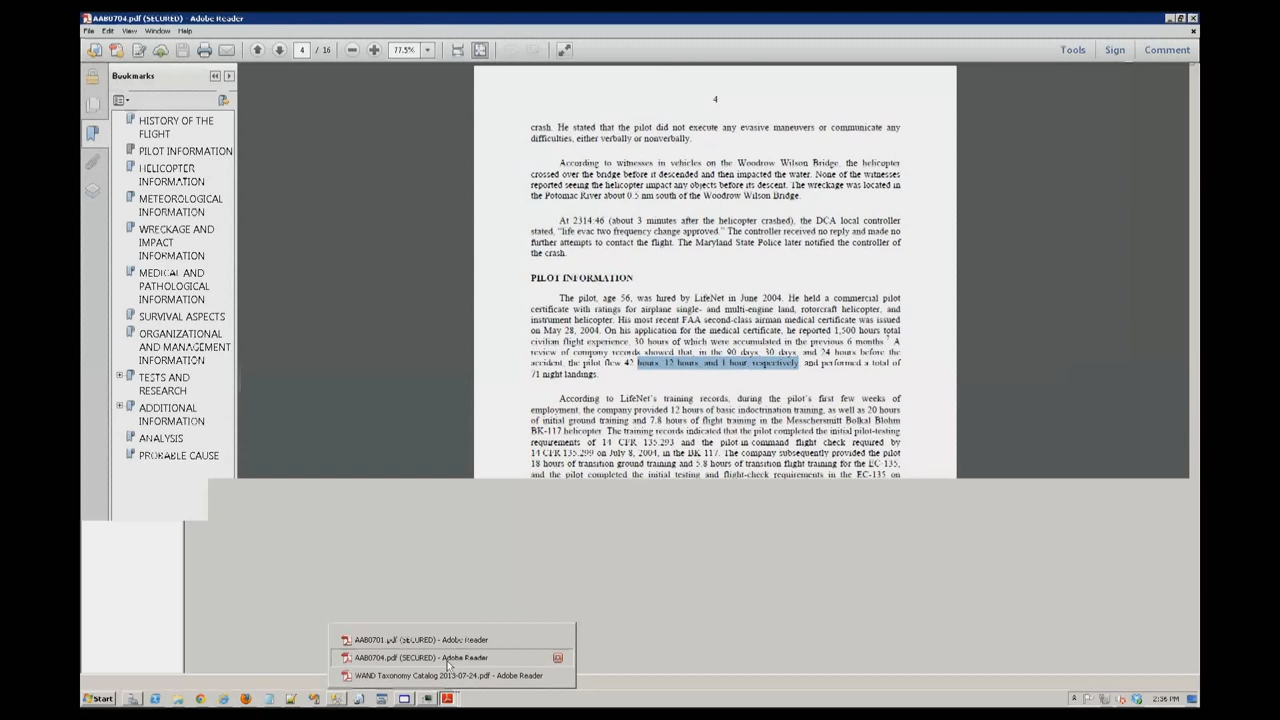 AAB0704.pdf (SECURED) - Adobe Reader
File Edit View Window Help
4 / 16 77.5% Tools Sign Comment
Bookmarks
HISTORY OF THE
FLIGHT
PILOT INFORMATION
HELICOPTER
INFORMATION
METEOROLOGICAL
INFORMATION
WRECKAGE AND
IMPACT
INFORMATION
MEDICAL AND
PATHOLOGICAL
INFORMATION
SURVIVAL ASPECTS
ORGANIZATIONAL
AND MANAGEMENT
INFORMATION
TESTS AND
RESEARCH
ADDITIONAL
INFORMATION
ANALYSIS
PROBABLE CAUSE
4
crash. He stated that the pilot did not execute any evasive maneuvers or communicate any
difficulties, either verbally or nonverbally.
According to witnesses in vehicles on the Woodrow Wilson Bridge, the helicopter
crossed over the bridge before it descended and then impacted the water. None of the witnesses
reported seeing the helicopter impact any objects before its descent. The wreckage was located in
the Potomac River about 0.5 nm south of the Woodrow Wilson Bridge.
At 2314:46 (about 3 minutes after the helicopter crashed), the DCA local controller
stated, "life evac two frequency change approved." The controller received no reply and made no
further attempts to contact the flight. The Maryland State Police later notified the controller of
the crash.
PILOT INFORMATION
The pilot, age 56, was hired by LifeNet in June 2004. He held a commercial pilot
certificate with ratings for airplane single- and multi-engine land, rotorcraft helicopter, and
instrument helicopter. His most recent FAA second-class airman medical certificate was issued
on May 28, 2004. On his application for the medical certificate, he reported 1,500 hours total
civilian flight experience, 30 hours of which were accumulated in the previous 6 months.7 A
review of company records showed that, in the 90 days, 30 days, and 24 hours before the
accident, the pilot flew 42 hours, 12 hours, and 1 hour, respectively, and performed a total of
71 night landings.
According to LifeNet's training records, during the pilot's first few weeks of
employment, the company provided 12 hours of basic indoctrination training, as well as 20 hours
of initial ground training and 7.8 hours of flight training in the Messerschmitt Bolkal Blohm
BK-117 helicopter. The training records indicated that the pilot completed the initial pilot-testing
requirements of 14 CFR 135.293 and the pilot-in-command flight check required by
14 CFR 135.299 on July 8, 2004, in the BK 117. The company subsequently provided the pilot
18 hours of transition ground training and 5.8 hours of transition flight training for the EC-135,
and the pilot completed the initial testing and flight-check requirements in the EC-135 on
AAB0701.pdf (SECURED) - Adobe Reader
AAB0704.pdf (SECURED) - Adobe Reader
WAND Taxonomy Catalog 2013-07-24.pdf - Adobe Reader
Start 2:36 PM